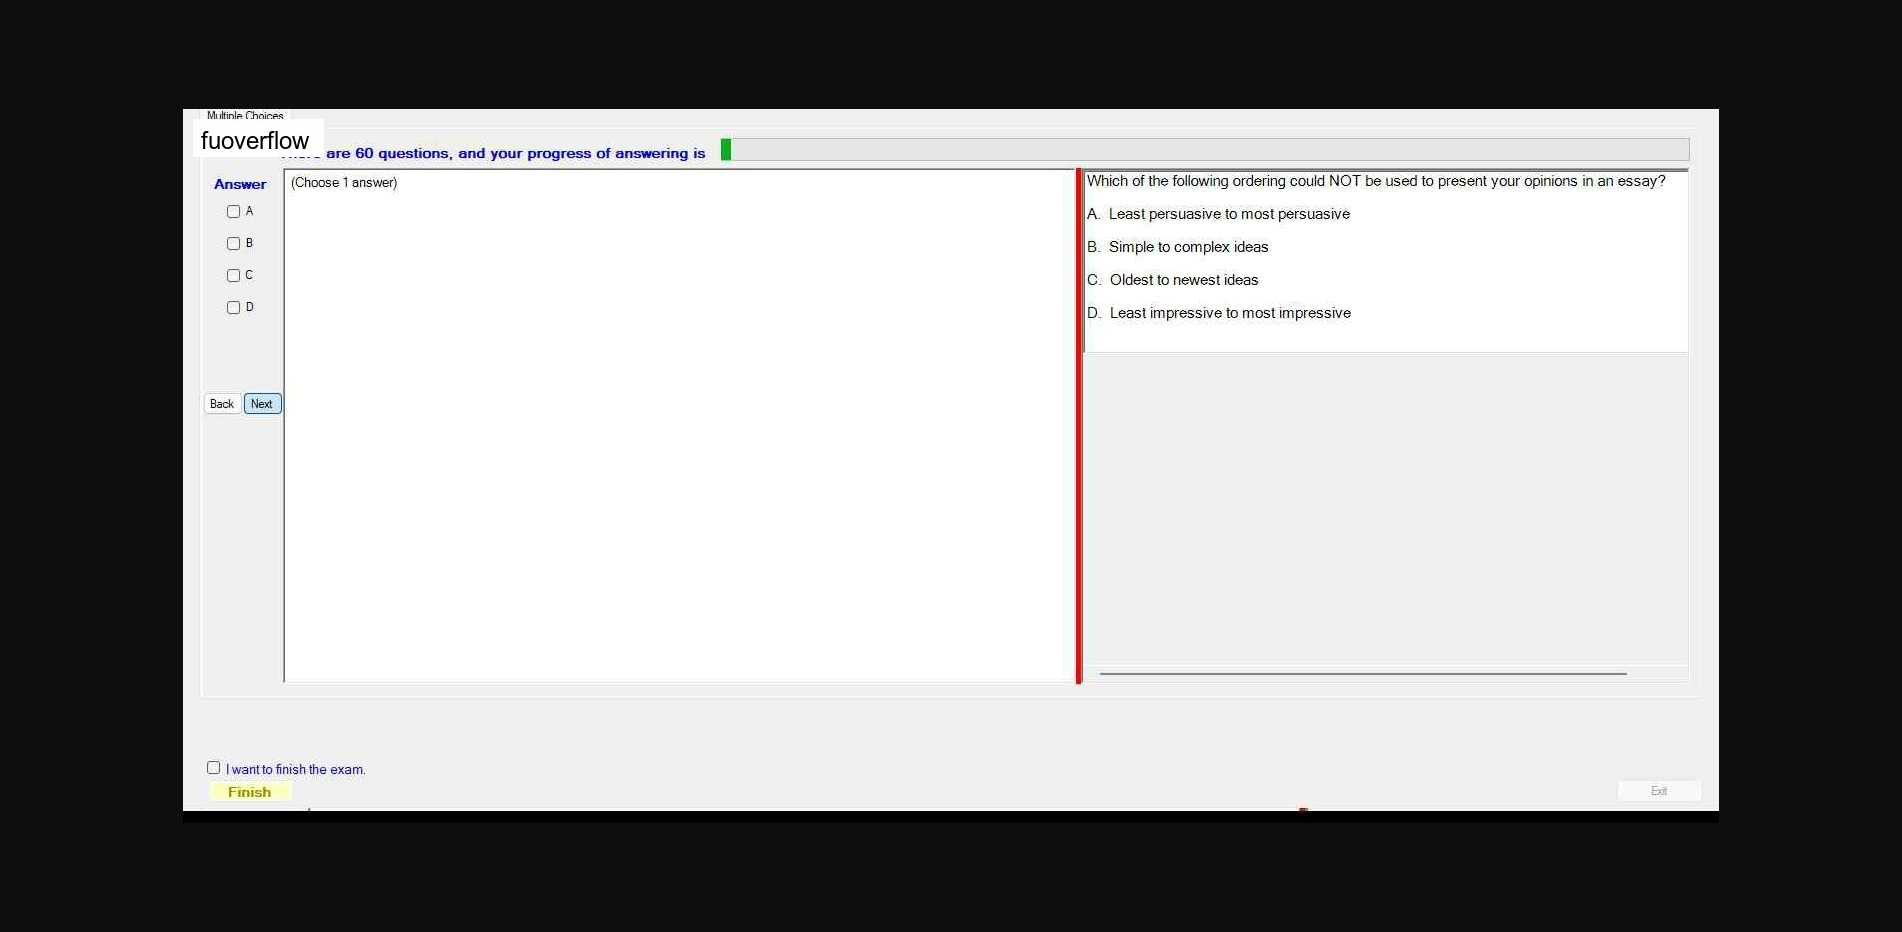 Multiple Choices
fuoverflow
are 60 questions, and your progress of answering is
Answer
(Choose 1 answer)
A
B
C
D
Back
Next
Which of the following ordering could NOT be used to present your opinions in an essay?
A. Least persuasive to most persuasive
B. Simple to complex ideas
C. Oldest to newest ideas
D. Least impressive to most impressive
I want to finish the exam.
Finish
Exit